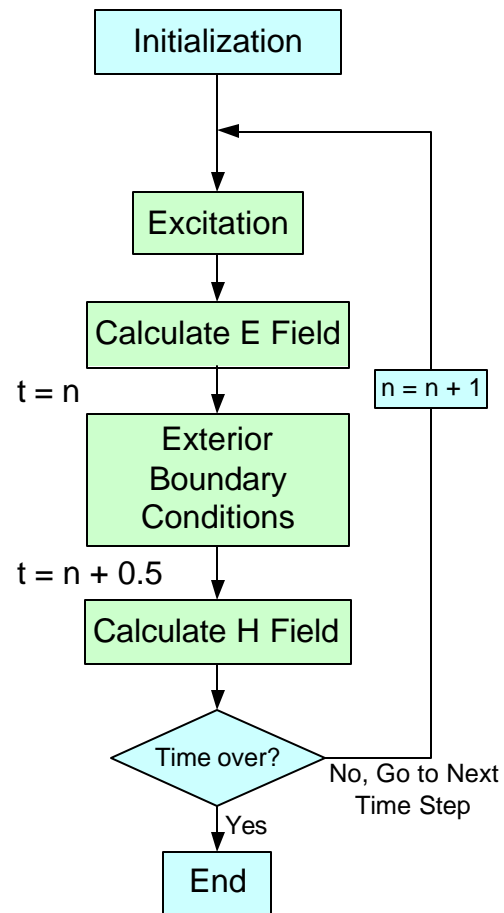 Initialization
Excitation
Calculate E Field
t = n
n = n + 1
Exterior
Boundary
Conditions
t = n + 0.5
Calculate H Field
Time over?
No, Go to Next
Time Step
Yes
End